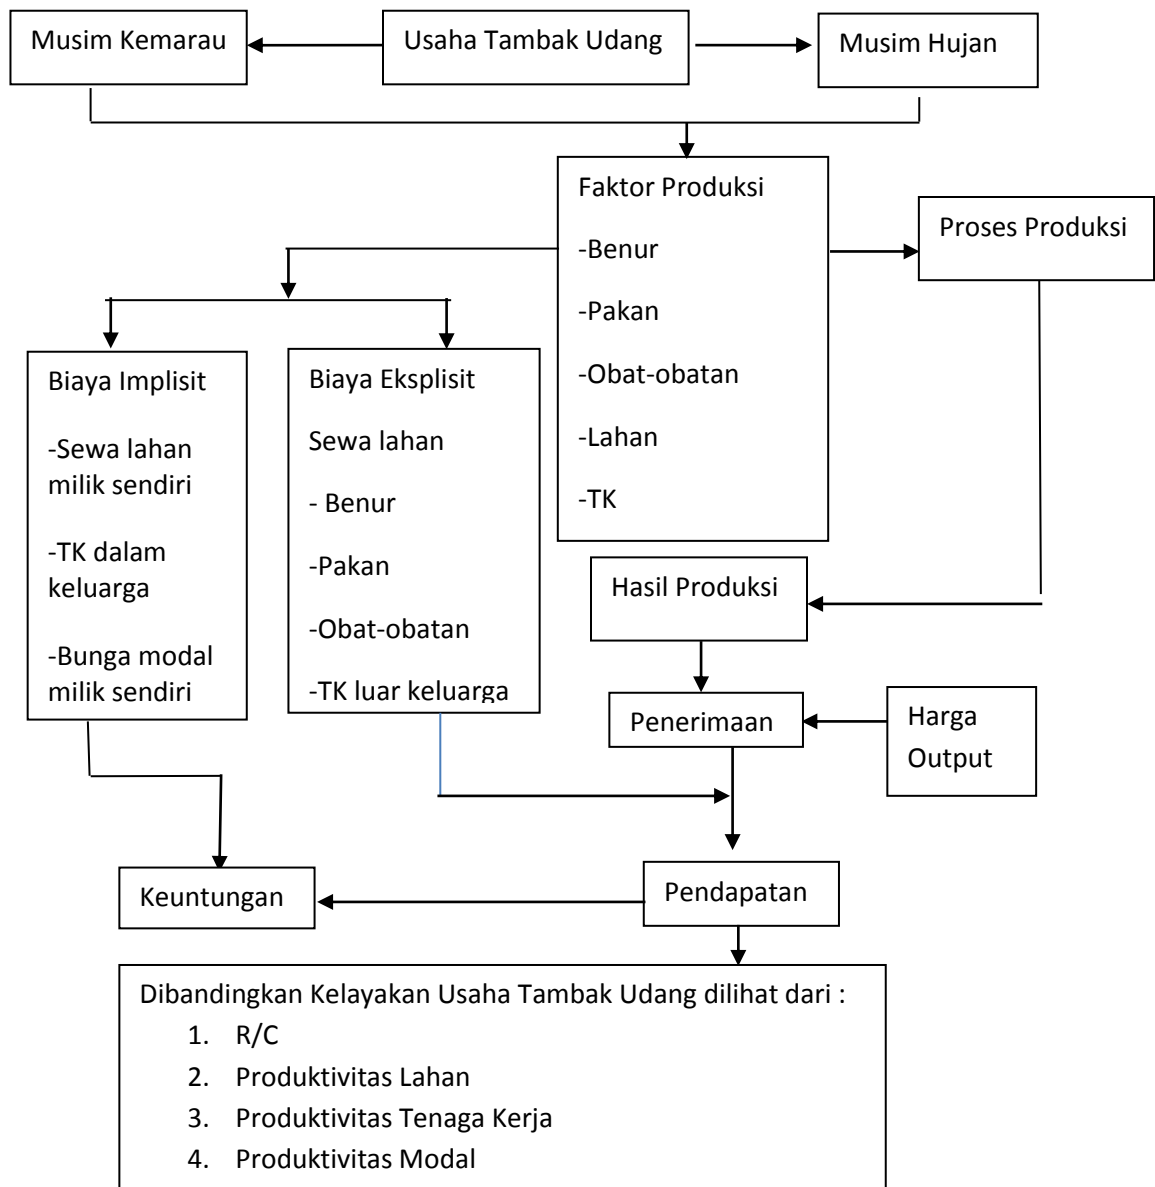 Musim Kemarau
Usaha Tambak Udang
Musim Hujan
Faktor Produksi
-Benur
-Pakan
-Obat-obatan
-Lahan
-TK
Proses Produksi
Biaya Implisit
-Sewa lahan
milik sendiri
-TK dalam
keluarga
-Bunga modal
milik sendiri
Biaya Eksplisit
Sewa lahan
- Benur
-Pakan
-Obat-obatan
-TK luar keluarga
Hasil Produksi
Penerimaan
Harga
Output
Keuntungan
Pendapatan
Dibandingkan Kelayakan Usaha Tambak Udang dilihat dari :
1. R/C
2. Produktivitas Lahan
3. Produktivitas Tenaga Kerja
4. Produktivitas Modal